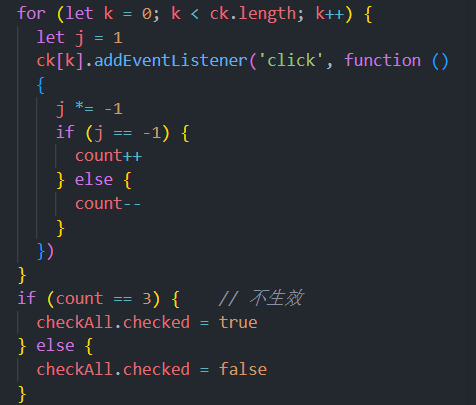 for (let k = 0; k < ck.length; k++) {
let j = 1
ck[k].addEventListener('click', function ()
{
j *= -1
if (j == -1) {
count++
} else {
count--
}
})
}
if (count == 3) { // 不生效
checkAll.checked = true
} else {
checkAll.checked = false
}